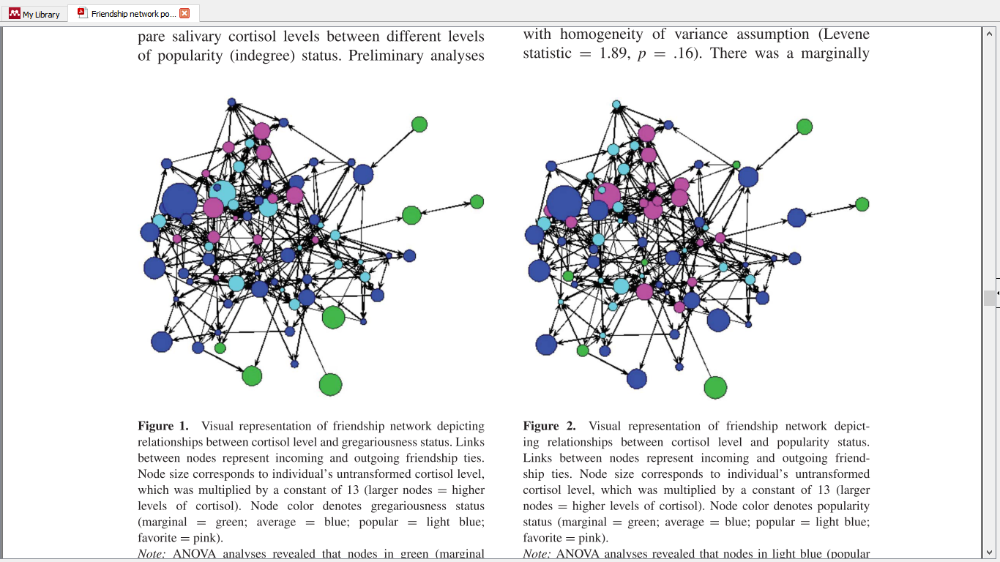 My Library
Friendship network po...
pare salivary cortisol levels between different levels
of popularity (indegree) status. Preliminary analyses
with homogeneity of variance assumption (Levene
statistic = 1.89, p = .16). There was a marginally
Figure 1. Visual representation of friendship network depicting
relationships between cortisol level and gregariousness status. Links
between nodes represent incoming and outgoing friendship ties.
Node size corresponds to individual's untransformed cortisol level,
which was multiplied by a constant of 13 (larger nodes = higher
levels of cortisol). Node color denotes gregariousness status
(marginal = green; average = blue; popular = light blue;
favorite = pink).
Note: ANOVA analyses revealed that nodes in green (marginal
Figure 2. Visual representation of friendship network depict-
ing relationships between cortisol level and popularity status.
Links between nodes represent incoming and outgoing friend-
ship ties. Node size corresponds to individual's untransformed
cortisol level, which was multiplied by a constant of 13 (larger
nodes = higher levels of cortisol). Node color denotes popularity
status (marginal = green; average = blue; popular = light blue;
favorite = pink).
Note: ANOVA analyses revealed that nodes in light blue (popular